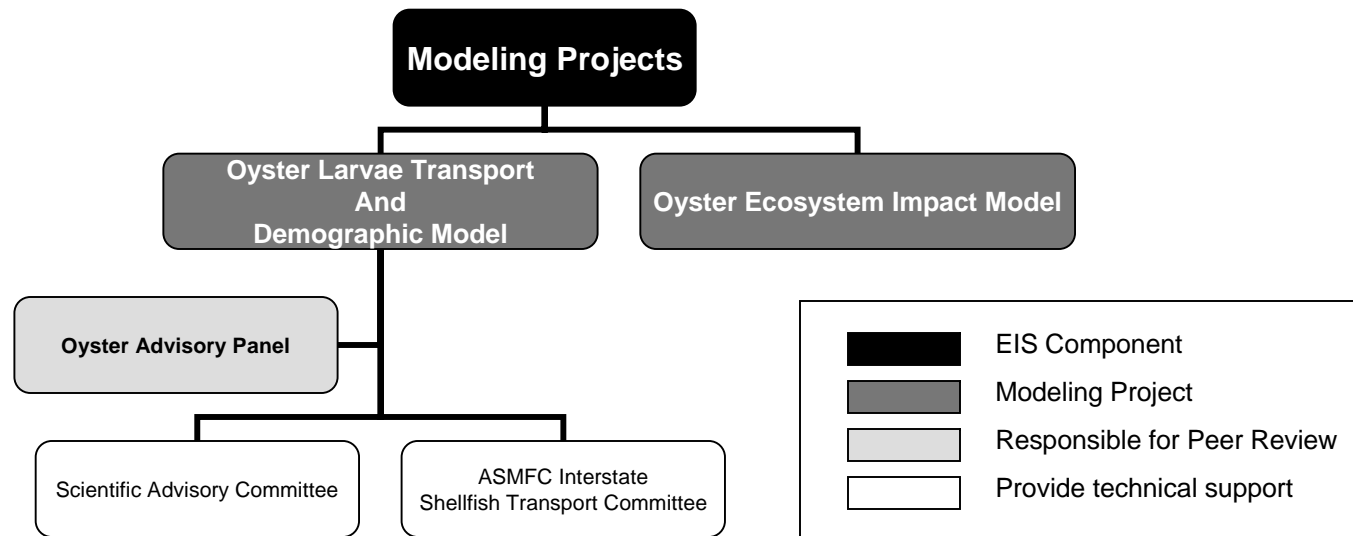 Modeling Projects
Oyster Larvae Transport
And
Demographic Model
Oyster Ecosystem Impact Model
Oyster Advisory Panel
Scientific Advisory Committee
ASMFC Interstate
Shellfish Transport Committee
EIS Component
Modeling Project
Responsible for Peer Review
Provide technical support